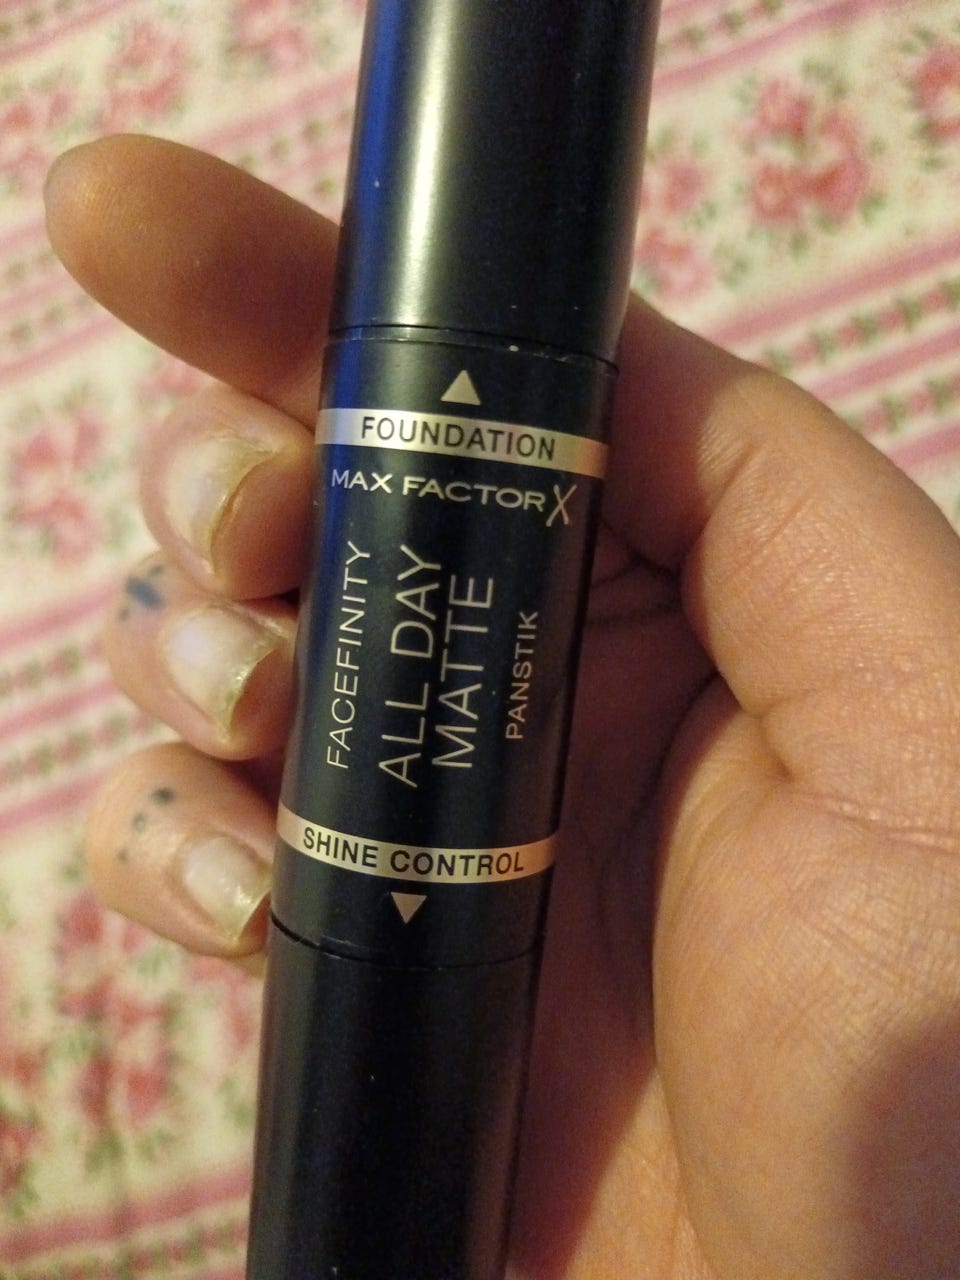 FOUNDATION
MAX FACTOR X
FACEFINITY
ALL DAY
MATTE
PANSTIK
SHINE CONTROL